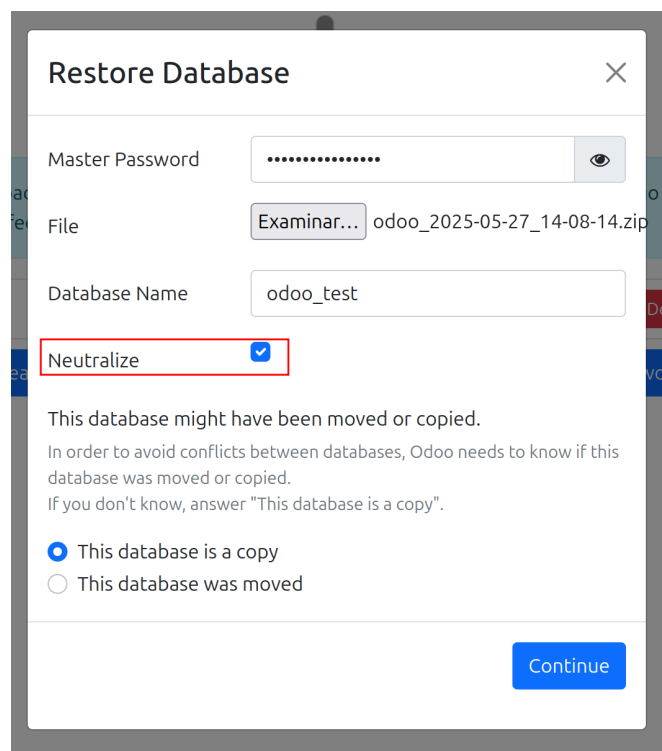 Restore Database
Master Password
••••••••••••••••
File
Examinar... odoo_2025-05-27_14-08-14.zip
Database Name
odoo_test
Neutralize
This database might have been moved or copied.
In order to avoid conflicts between databases, Odoo needs to know if this
database was moved or copied.
If you don't know, answer "This database is a copy".
This database is a copy
This database was moved
Continue